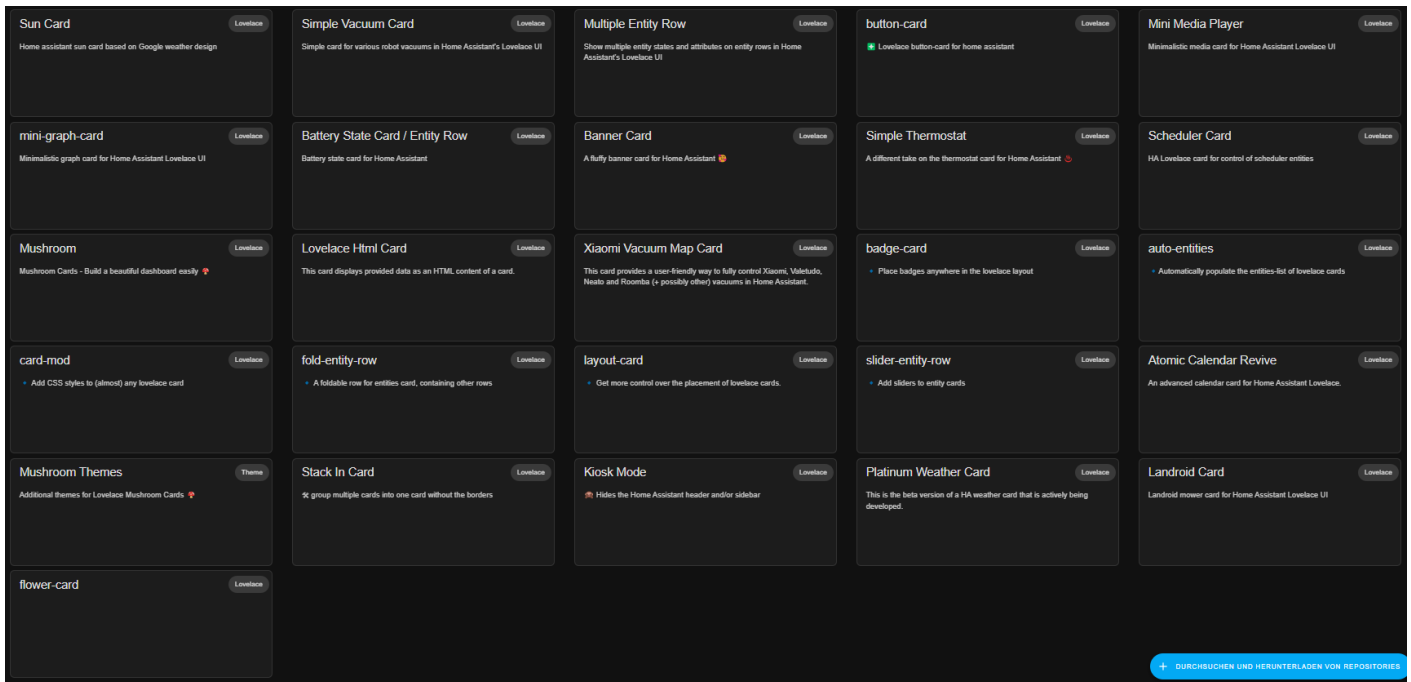 Sun Card
Lovelace
Home assistant sun card based on Google weather design
Simple Vacuum Card
Lovelace
Simple card for various robot vacuums in Home Assistant's Lovelace UI
Multiple Entity Row
Lovelace
Show multiple entity states and attributes on entity rows in Home
Assistant's Lovelace UI
button-card
Lovelace
❇️ Lovelace button-card for home assistant
Mini Media Player
Lovelace
Minimalistic media card for Home Assistant Lovelace UI
mini-graph-card
Lovelace
Minimalistic graph card for Home Assistant Lovelace UI
Battery State Card / Entity Row
Lovelace
Battery state card for Home Assistant
Banner Card
Lovelace
A fluffy banner card for Home Assistant 🥰
Simple Thermostat
Lovelace
A different take on the thermostat card for Home Assistant ♨️
Scheduler Card
Lovelace
HA Lovelace card for control of scheduler entities
Mushroom
Lovelace
Mushroom Cards - Build a beautiful dashboard easily 🍄
Lovelace Html Card
Lovelace
This card displays provided data as an HTML content of a card.
Xiaomi Vacuum Map Card
Lovelace
This card provides a user-friendly way to fully control Xiaomi, Valetudo,
Neato and Roomba (+ possibly other) vacuums in Home Assistant.
badge-card
Lovelace
🔹 Place badges anywhere in the lovelace layout
auto-entities
Lovelace
🔹 Automatically populate the entities-list of lovelace cards
card-mod
Lovelace
🔹 Add CSS styles to (almost) any lovelace card
fold-entity-row
Lovelace
🔹 A foldable row for entities card, containing other rows
layout-card
Lovelace
🔹 Get more control over the placement of lovelace cards.
slider-entity-row
Lovelace
🔹 Add sliders to entity cards
Atomic Calendar Revive
Lovelace
An advanced calendar card for Home Assistant Lovelace.
Mushroom Themes
Theme
Additional themes for Lovelace Mushroom Cards 🍄
Stack In Card
Lovelace
🛠 group multiple cards into one card without the borders
Kiosk Mode
Lovelace
🙈 Hides the Home Assistant header and/or sidebar
Platinum Weather Card
Lovelace
This is the beta version of a HA weather card that is actively being
developed.
Landroid Card
Lovelace
Landroid mower card for Home Assistant Lovelace UI
flower-card
Lovelace
+ DURCHSUCHEN UND HERUNTERLADEN VON REPOSITORIES